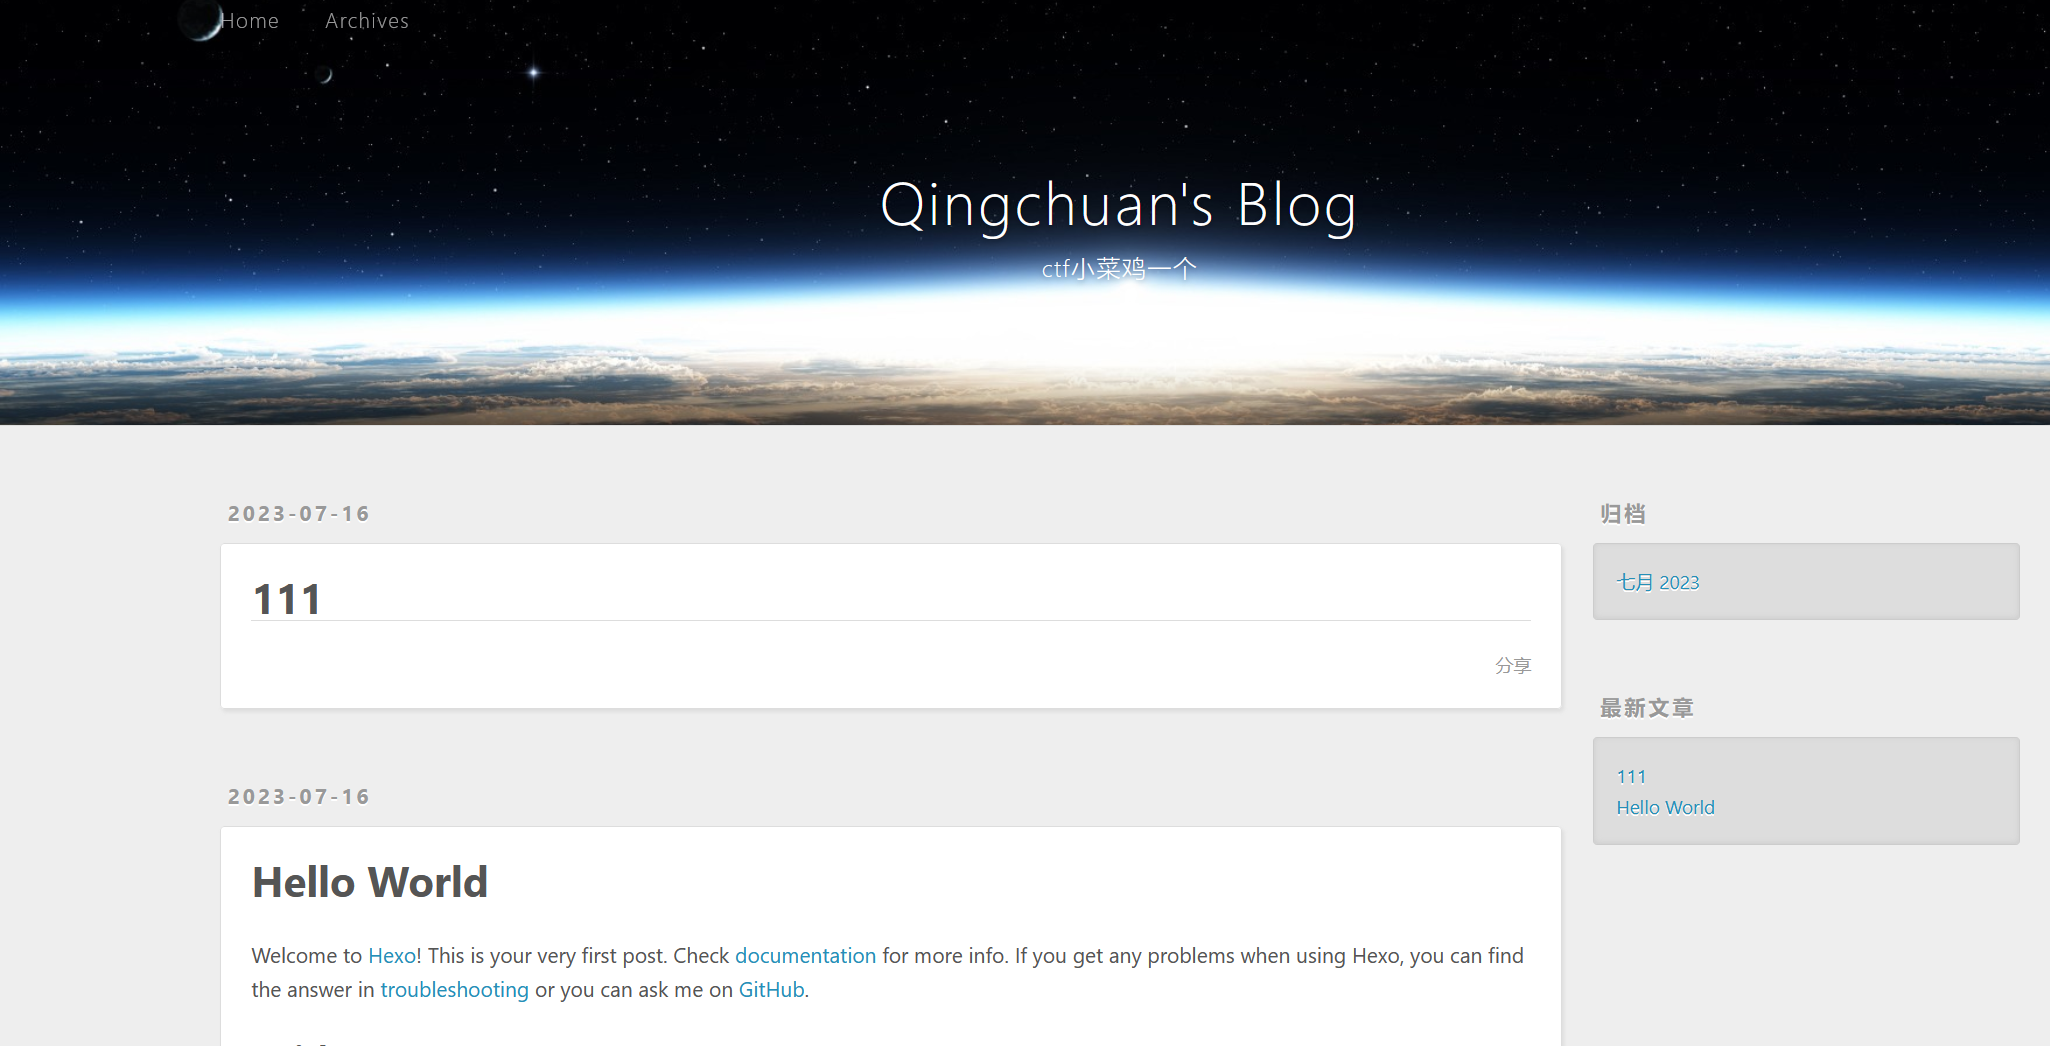 Home Archives
Qingchuan's Blog
ctf小菜鸡一个
2023-07-16
111
分享
2023-07-16
Hello World
Welcome to Hexo! This is your very first post. Check documentation for more info. If you get any problems when using Hexo, you can find
the answer in troubleshooting or you can ask me on GitHub.
归档
七月 2023
最新文章
111
Hello World